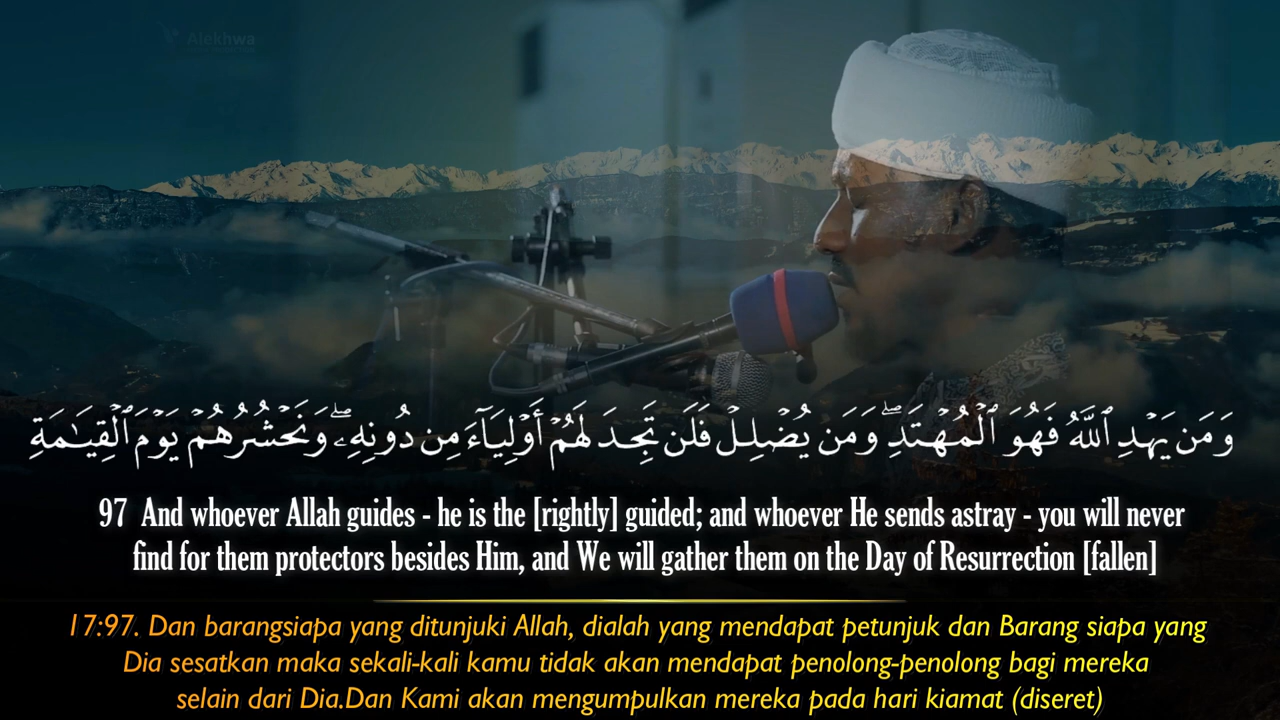 Alekhwa
وَمَن يَهْدِ ٱللَّهُ فَهُوَ ٱلْمُهْتَدِ ۖ وَمَن يُضْلِلْ فَلَن تَجِدَ لَهُمْ أَوْلِيَآءَ مِن دُونِهِۦ ۖ وَنَحْشُرُهُمْ يَوْمَ ٱلْقِيَـٰمَةِ
97 And whoever Allah guides - he is the [rightly] guided; and whoever He sends astray - you will never
find for them protectors besides Him, and We will gather them on the Day of Resurrection [fallen]
17:97. Dan barangsiapa yang ditunjuki Allah, dialah yang mendapat petunjuk dan Barang siapa yang
Dia sesatkan maka sekali-kali kamu tidak akan mendapat penolong-penolong bagi mereka
selain dari Dia.Dan Kami akan mengumpulkan mereka pada hari kiamat (diseret)